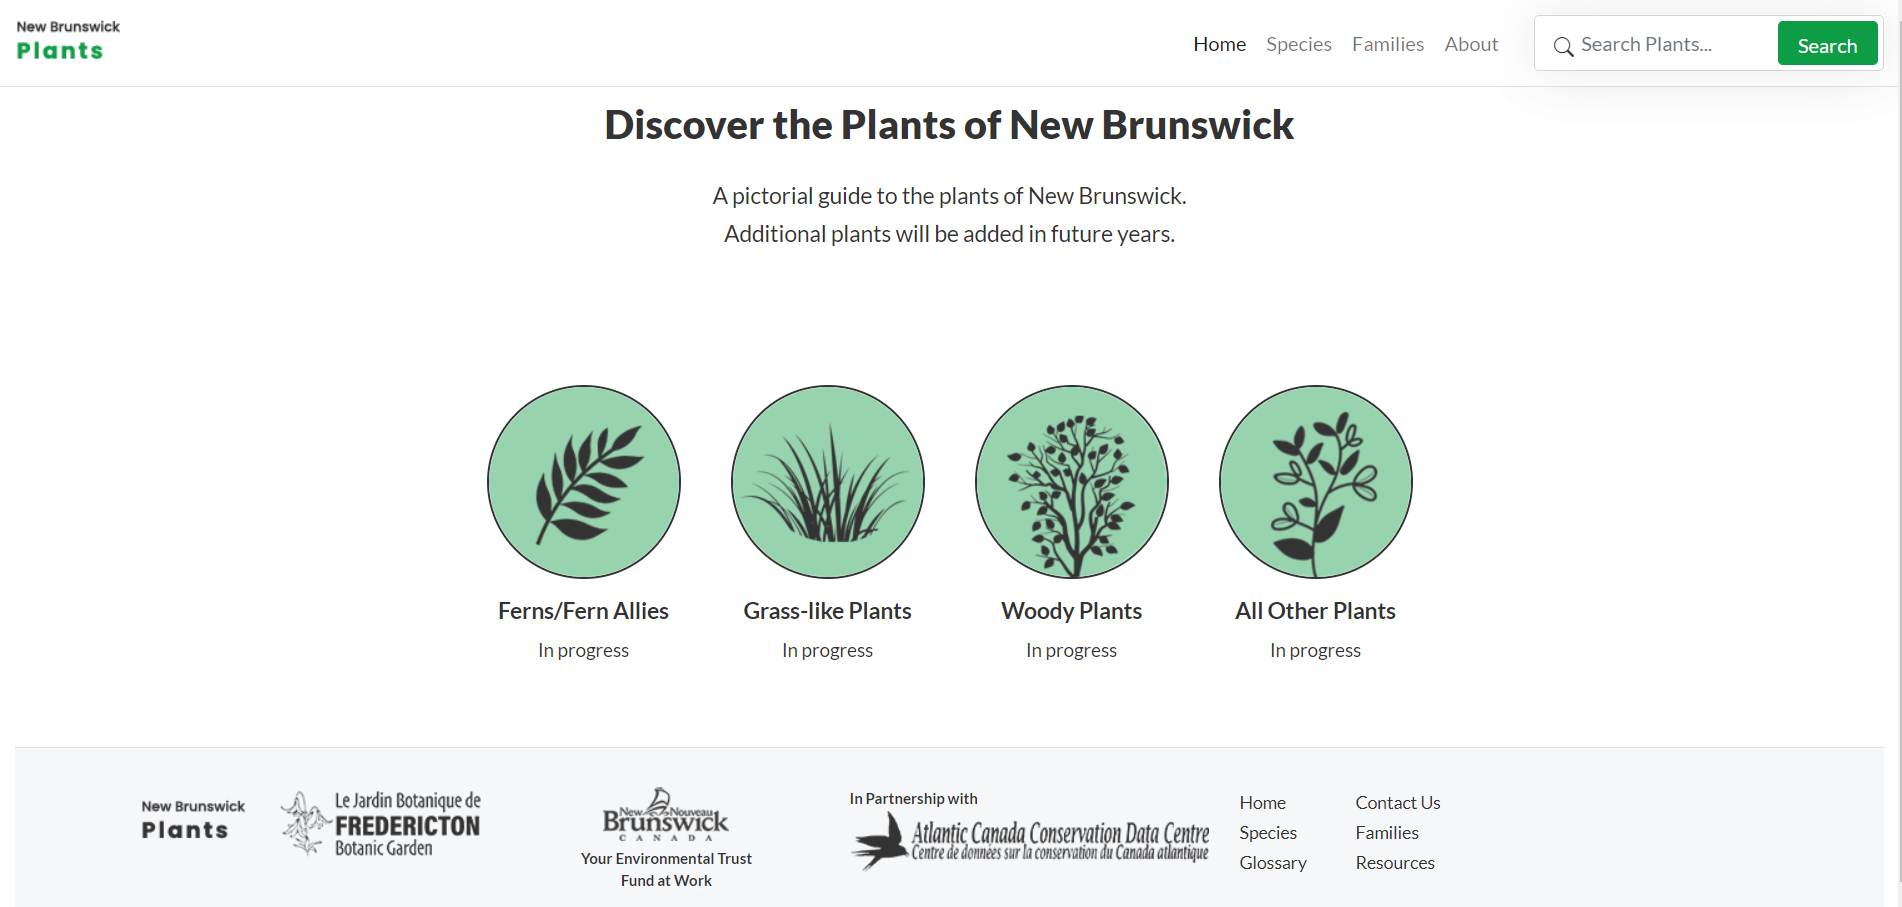 New Brunswick
Plants
Home Species Families About
Search Plants...
Search
Discover the Plants of New Brunswick
A pictorial guide to the plants of New Brunswick.
Additional plants will be added in future years.
Ferns/Fern Allies
In progress
Grass-like Plants
In progress
Woody Plants
In progress
All Other Plants
In progress
New Brunswick
Plants
Le Jardin Botanique de
FREDERICTON
Botanic Garden
New Nouveau
Brunswick
CANADA
Your Environmental Trust
Fund at Work
In Partnership with
Atlantic Canada Conservation Data Centre
Centre de données sur la conservation du Canada atlantique
Home
Species
Glossary
Contact Us
Families
Resources